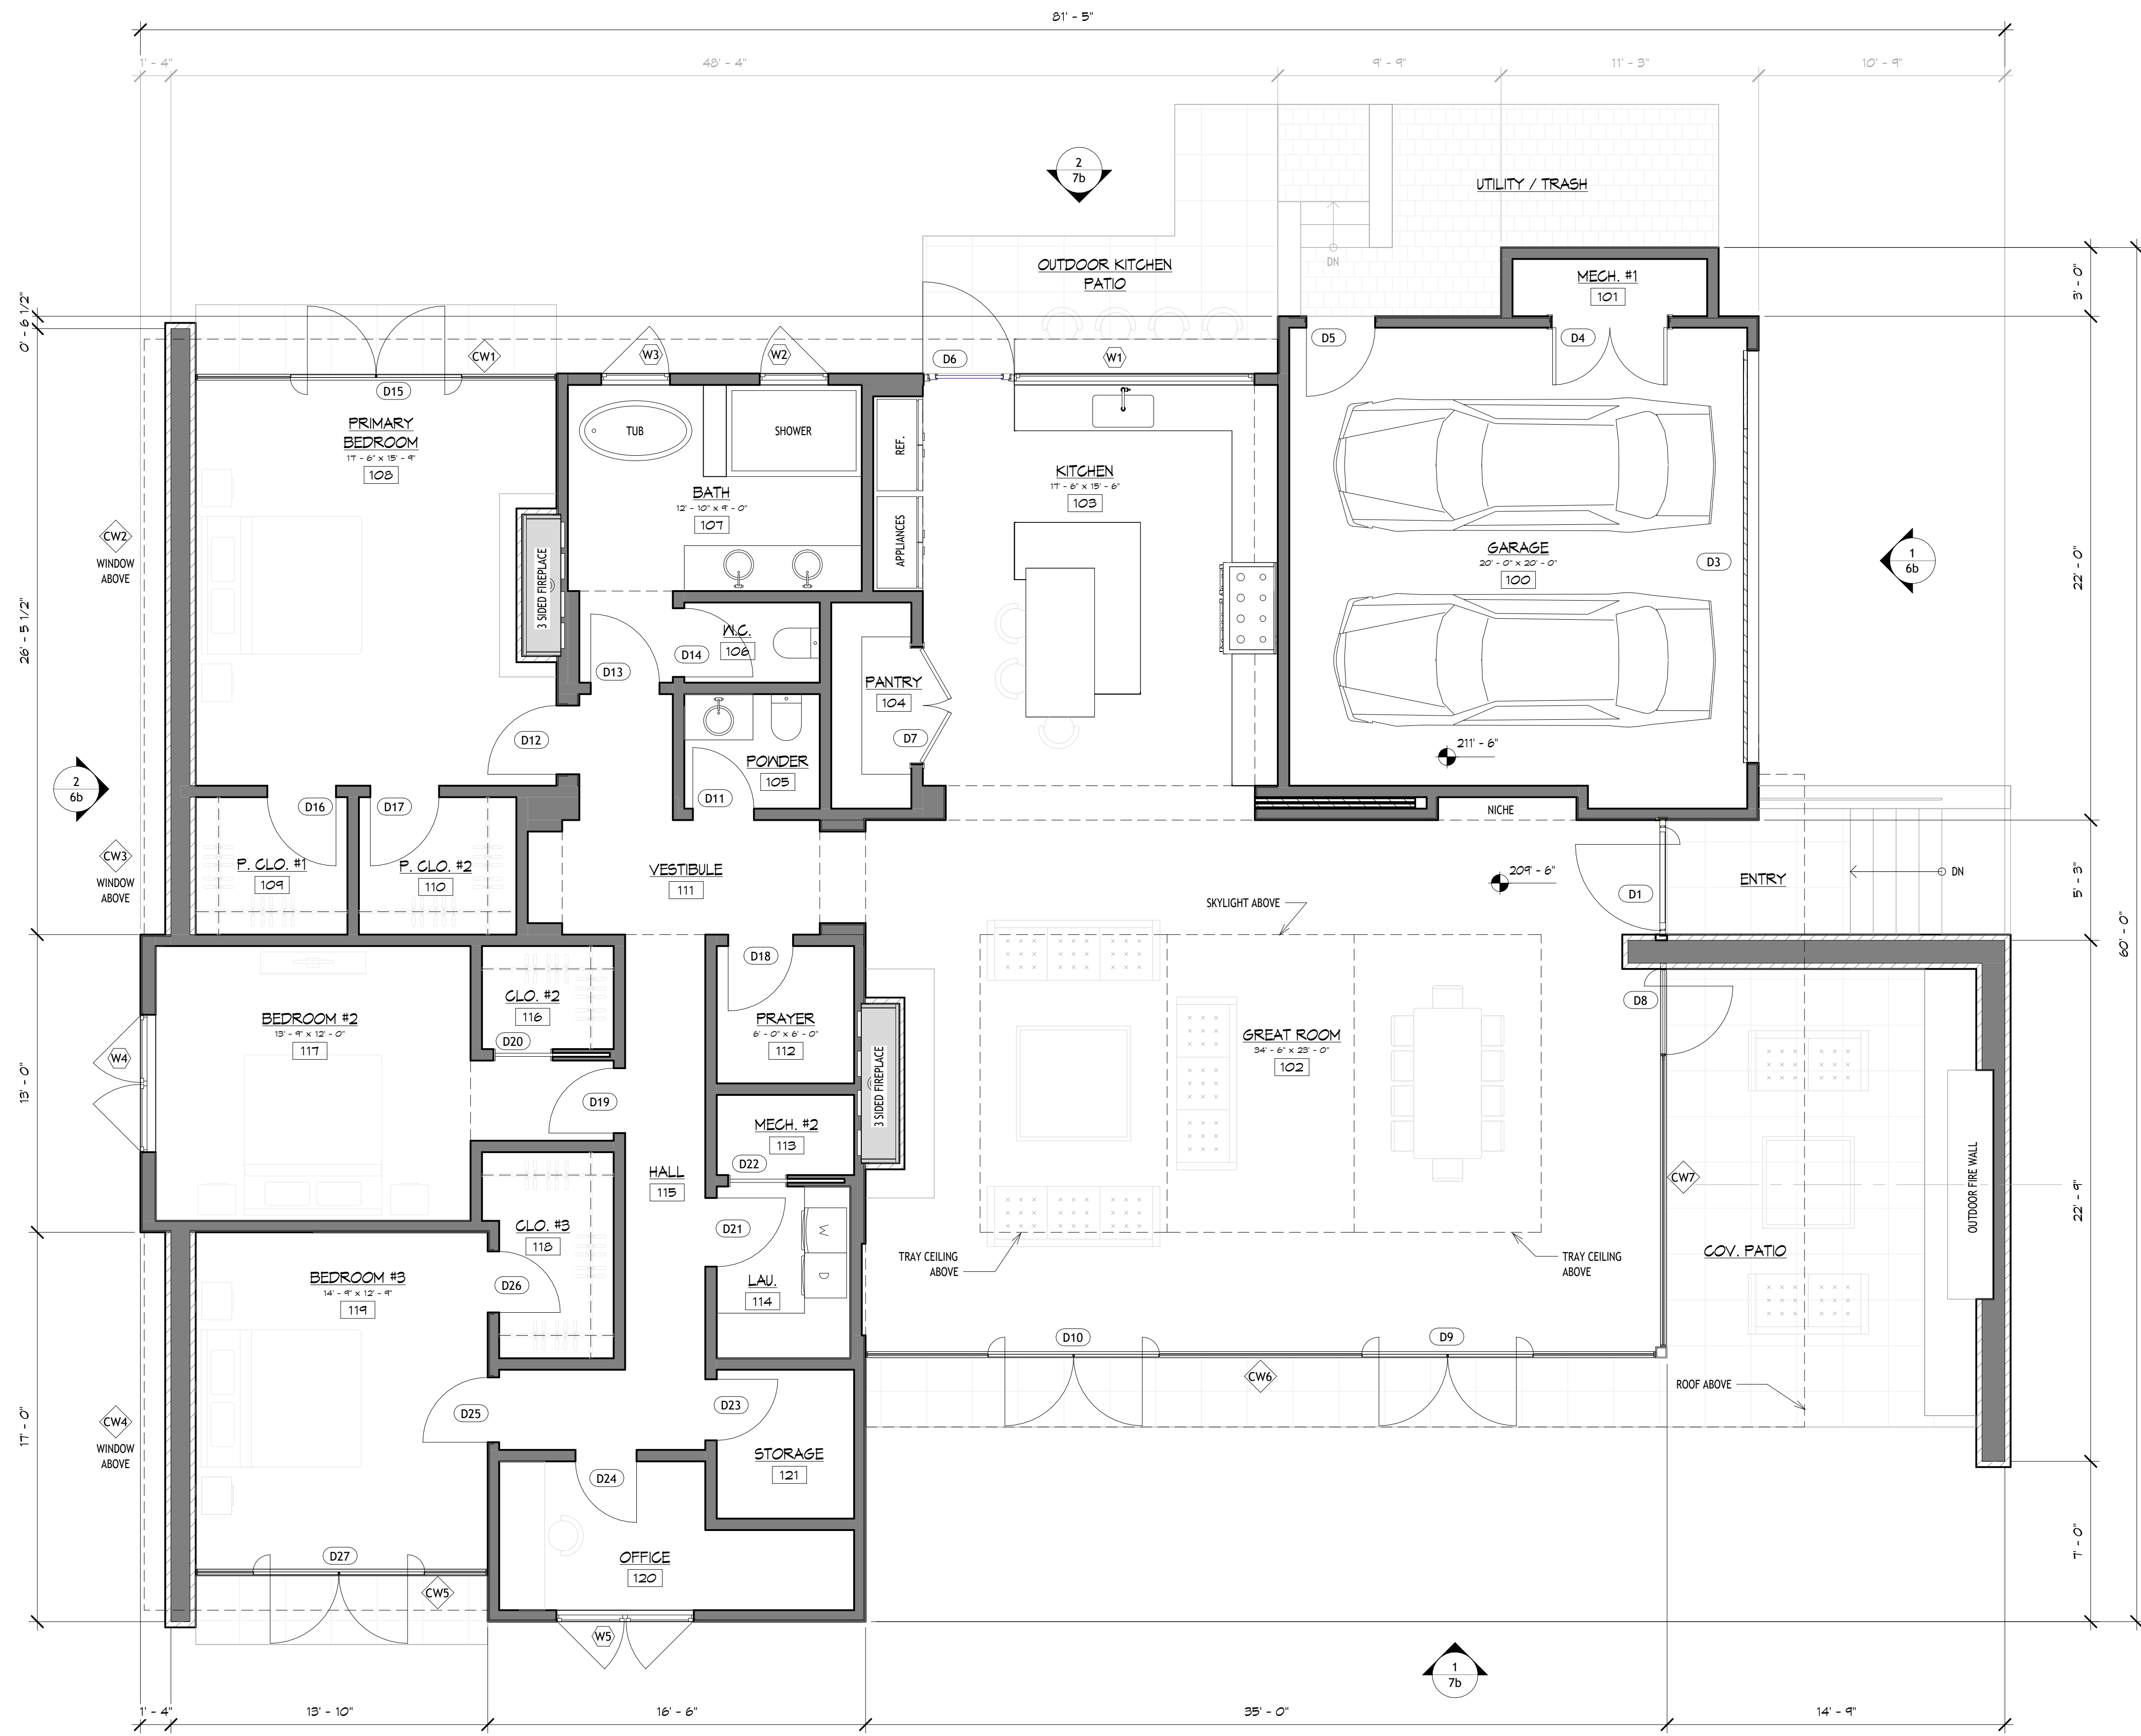 81' - 5"
1' - 4"
48' - 4"
9' - 9"
11' - 3"
10' - 9"
2
7b
UTILITY / TRASH
OUTDOOR KITCHEN
PATIO
DN
MECH. #1
101
3' - 0"
0' - 6 1/2"
CW1
D15
W3
W2
D6
W1
D5
D4
PRIMARY
BEDROOM
17' - 6" x 15' - 9"
108
TUB
SHOWER
REF.
KITCHEN
17' - 6" x 15' - 6"
103
BATH
12' - 10" x 9' - 0"
107
APPLIANCES
CW2
WINDOW
ABOVE
3 SIDED FIREPLACE
GARAGE
20' - 0" x 20' - 0"
100
D3
1
6b
22' - 0"
26' - 5 1/2"
W.C.
106
D14
D13
PANTRY
104
D7
D12
POWDER
105
D11
211' - 6"
2
6b
D16
D17
NICHE
P. CLO. #1
109
P. CLO. #2
110
CW3
WINDOW
ABOVE
VESTIBULE
111
209' - 6"
D1
ENTRY
DN
5' - 3"
60' - 0"
SKYLIGHT ABOVE
D18
CLO. #2
116
D20
BEDROOM #2
13' - 9" x 12' - 0"
117
PRAYER
6' - 0" x 6' - 0"
112
D8
GREAT ROOM
34' - 6" x 23' - 0"
102
W4
13' - 0"
3 SIDED FIREPLACE
D19
MECH. #2
113
D22
HALL
115
CW7
OUTDOOR FIRE WALL
22' - 9"
CLO. #3
118
D21
W
D
TRAY CEILING
ABOVE
TRAY CEILING
ABOVE
COV. PATIO
BEDROOM #3
14' - 9" x 12' - 9"
119
D26
LAU.
114
D10
D9
CW6
ROOF ABOVE
CW4
WINDOW
ABOVE
17' - 0"
D25
D23
STORAGE
121
D24
D27
CW5
OFFICE
120
7' - 0"
W5
1
7b
1' - 4"
13' - 10"
16' - 6"
35' - 0"
14' - 9"